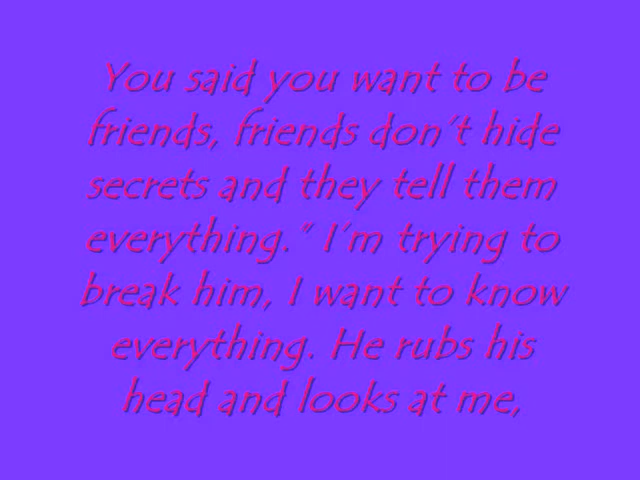 You said you want to be
friends, friends don´t hide
secrets and they tell them
everything.” I´m trying to
break him, I want to know
everything. He rubs his
head and looks at me,